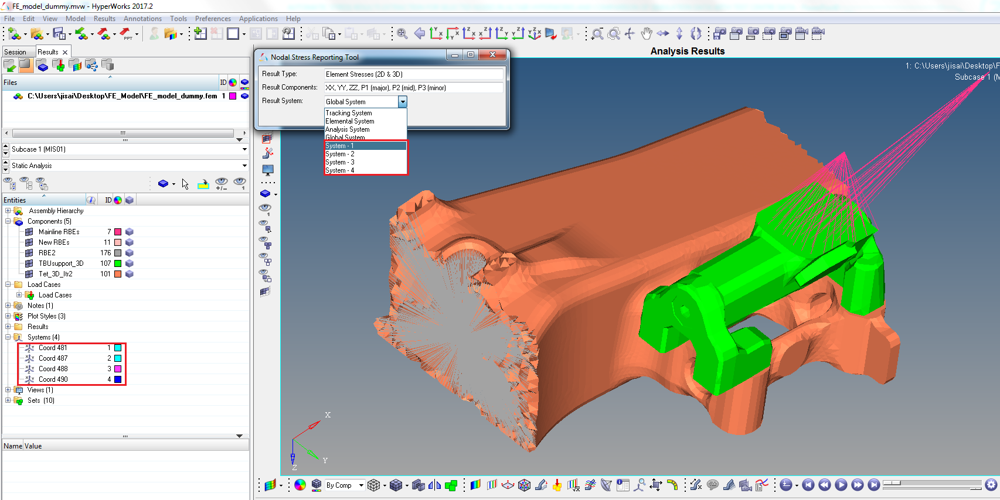 FE_model_dummy.mvw - HyperWorks 2017.2
File Edit View Model Results Annotations Tools Preferences Applications Help
PPT
Session Results
Files ID
C:\Users\jisai\Desktop\FE_Model\FE_model_dummy.fem 1
Subcase 1 (MIS01)
Static Analysis
Entities ID
Assembly Hierarchy
Components (5)
Mainline RBEs 7
New RBEs 11
RBE2 176
TBUsupport_3D 107
Tet_3D_Itr2 101
Load Cases
Load Cases
Notes (1)
Plot Styles (3)
Results
Systems (4)
Coord 481 1
Coord 487 2
Coord 488 3
Coord 490 4
Views (1)
Sets (10)
Name Value
Nodal Stress Reporting Tool
Result Type: Element Stresses (2D & 3D)
Result Components: XX, YY, ZZ, P1 (major), P2 (mid), P3 (minor)
Result System: Global System
Tracking System
Elemental System
Analysis System
Global System
System - 1
System - 2
System - 3
System - 4
Analysis Results
1: C:\Users\jisai\Desktop\F
Subcase 1 (M
X
Y
Z
By Comp